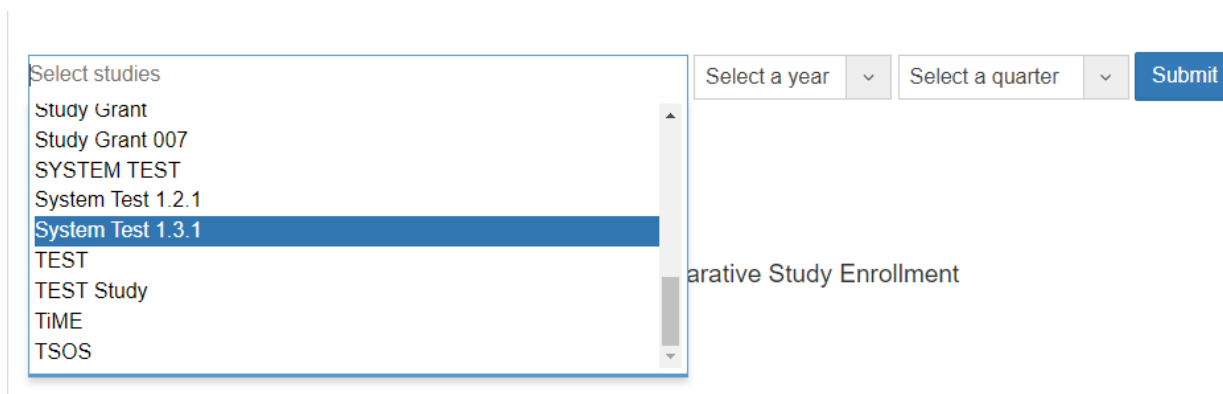 Select studies
Select a year
Select a quarter
Submit
Study Grant
Study Grant 007
SYSTEM TEST
System Test 1.2.1
System Test 1.3.1
TEST
TEST Study
TiME
TSOS
arative Study Enrollment